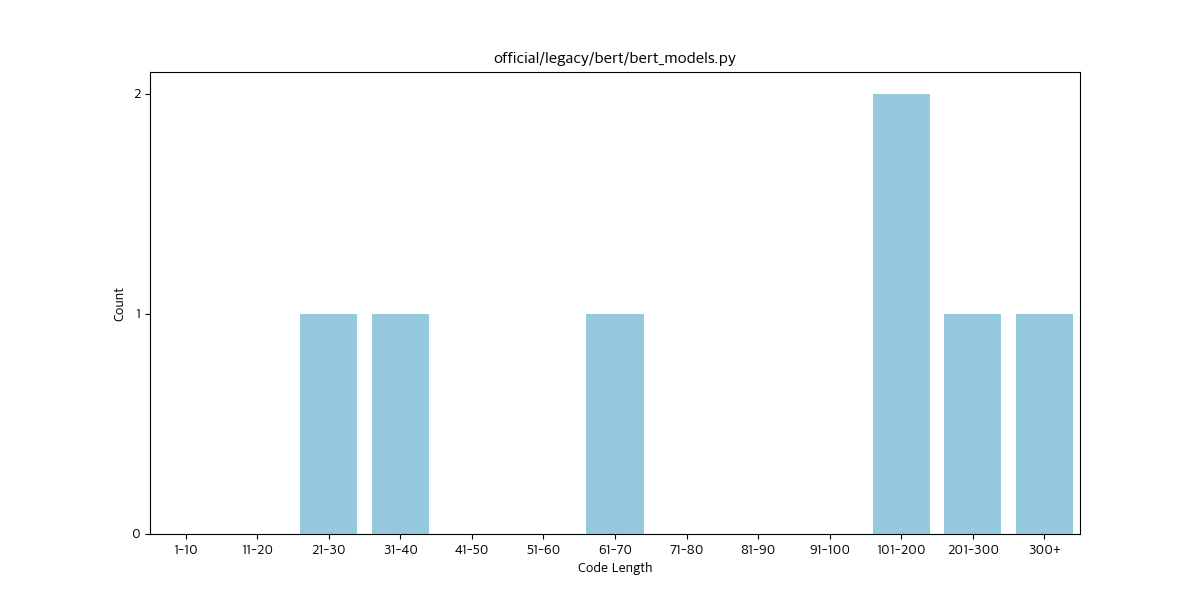 official/legacy/bert/bert_models.py
2
1
0
Count
1-10 11-20 21-30 31-40 41-50 51-60 61-70 71-80 81-90 91-100 101-200 201-300 300+
Code Length